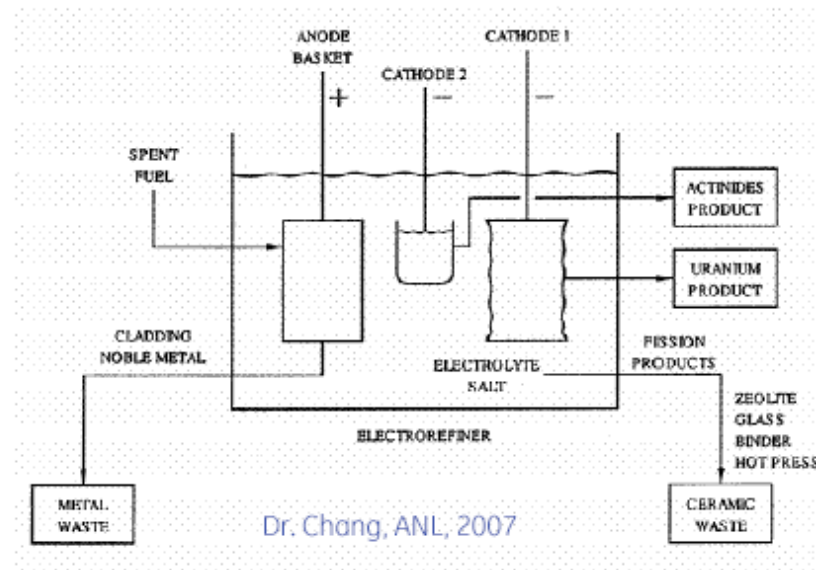 ANODE
BASKET
CATHODE 2
CATHODE 1
+
−
−
SPENT
FUEL
ACTINIDES
PRODUCT
URANIUM
PRODUCT
CLADDING
NOBLE METAL
ELECTROLYTE
SALT
FISSION
PRODUCTS
ELECTROREFINER
ZEOLITE
GLASS
BINDER
HOT PRESS
METAL
WASTE
Dr. Chang, ANL, 2007
CERAMIC
WASTE